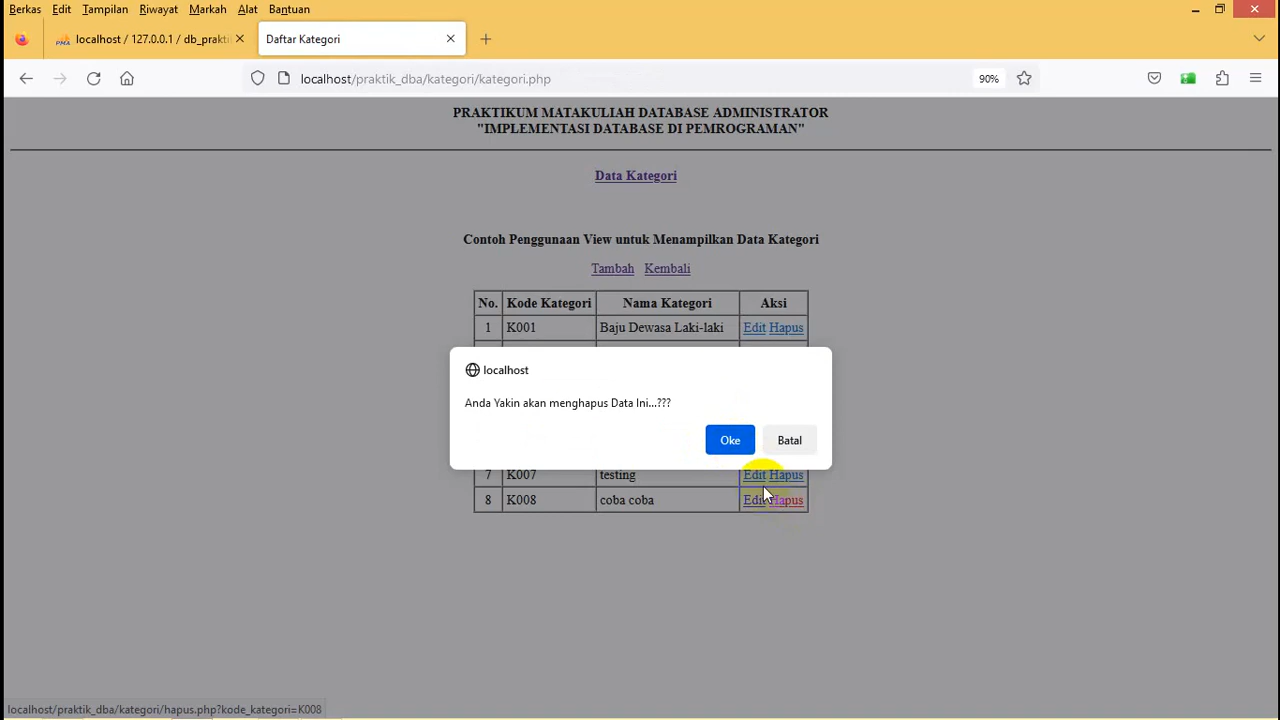 Berkas Edit Tampilan Riwayat Markah Alat Bantuan
localhost / 127.0.0.1 / db_prakti
Daftar Kategori
localhost/praktik_dba/kategori/kategori.php
90%
PRAKTIKUM MATAKULIAH DATABASE ADMINISTRATOR
"IMPLEMENTASI DATABASE DI PEMROGRAMAN"
Data Kategori
Contoh Penggunaan View untuk Menampilkan Data Kategori
Tambah Kembali
No. Kode Kategori Nama Kategori Aksi
1 K001 Baju Dewasa Laki-laki Edit Hapus
localhost
Anda Yakin akan menghapus Data Ini...???
Oke Batal
7 K007 testing Edit Hapus
8 K008 coba coba Edit Hapus
localhost/praktik_dba/kategori/hapus.php?kode_kategori=K008